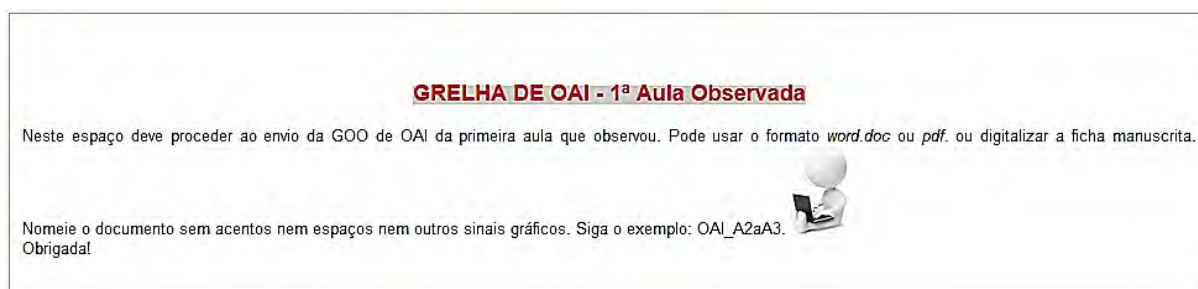 GRELHA DE OAI - 1ª Aula Observada
Neste espaço deve proceder ao envio da GOO de OAI da primeira aula que observou. Pode usar o formato word.doc ou pdf. ou digitalizar a ficha manuscrita.
Nomeie o documento sem acentos nem espaços nem outros sinais gráficos. Siga o exemplo: OAI_A2aA3.
Obrigada!